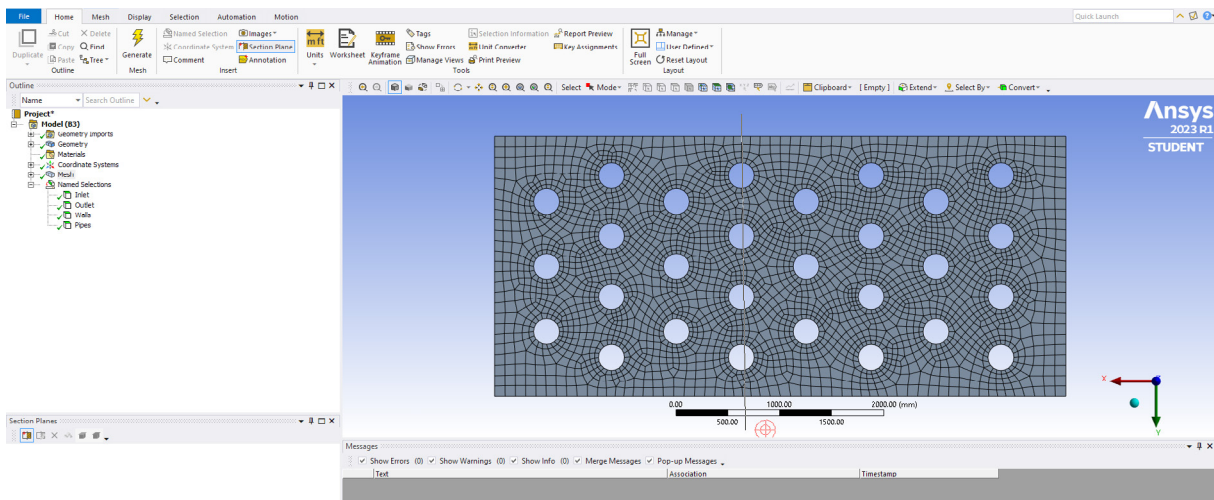 File Home Mesh Display Selection Automation Motion Quick Launch
Cut Delete Named Selection Images Tags Selection Information Report Preview Manage
Duplicate Copy Find Generate Coordinate System Section Plane Units Worksheet Keyframe Animation Show Errors Unit Converter Key Assignments Full Screen User Defined
Paste Tree Comment Annotation Manage Views Print Preview Reset Layout
Outline Mesh Insert Tools Layout
Outline
Name Search Outline
Select Mode Clipboard [ Empty ] Extend Select By Convert
Project*
Model (B3)
Geometry Imports
Geometry
Materials
Coordinate Systems
Mesh
Named Selections
Inlet
Outlet
Walls
Pipes
Ansys
2023 R1
STUDENT
0.00 1000.00 2000.00 (mm)
500.00 1500.00
X
Z
Y
Section Planes
Messages
Show Errors (0) Show Warnings (0) Show Info (0) Merge Messages Pop-up Messages
Text Association Timestamp